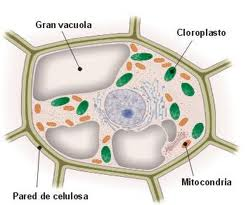 Gran vacuola
Cloroplasto
Mitocondria
Pared de celulosa